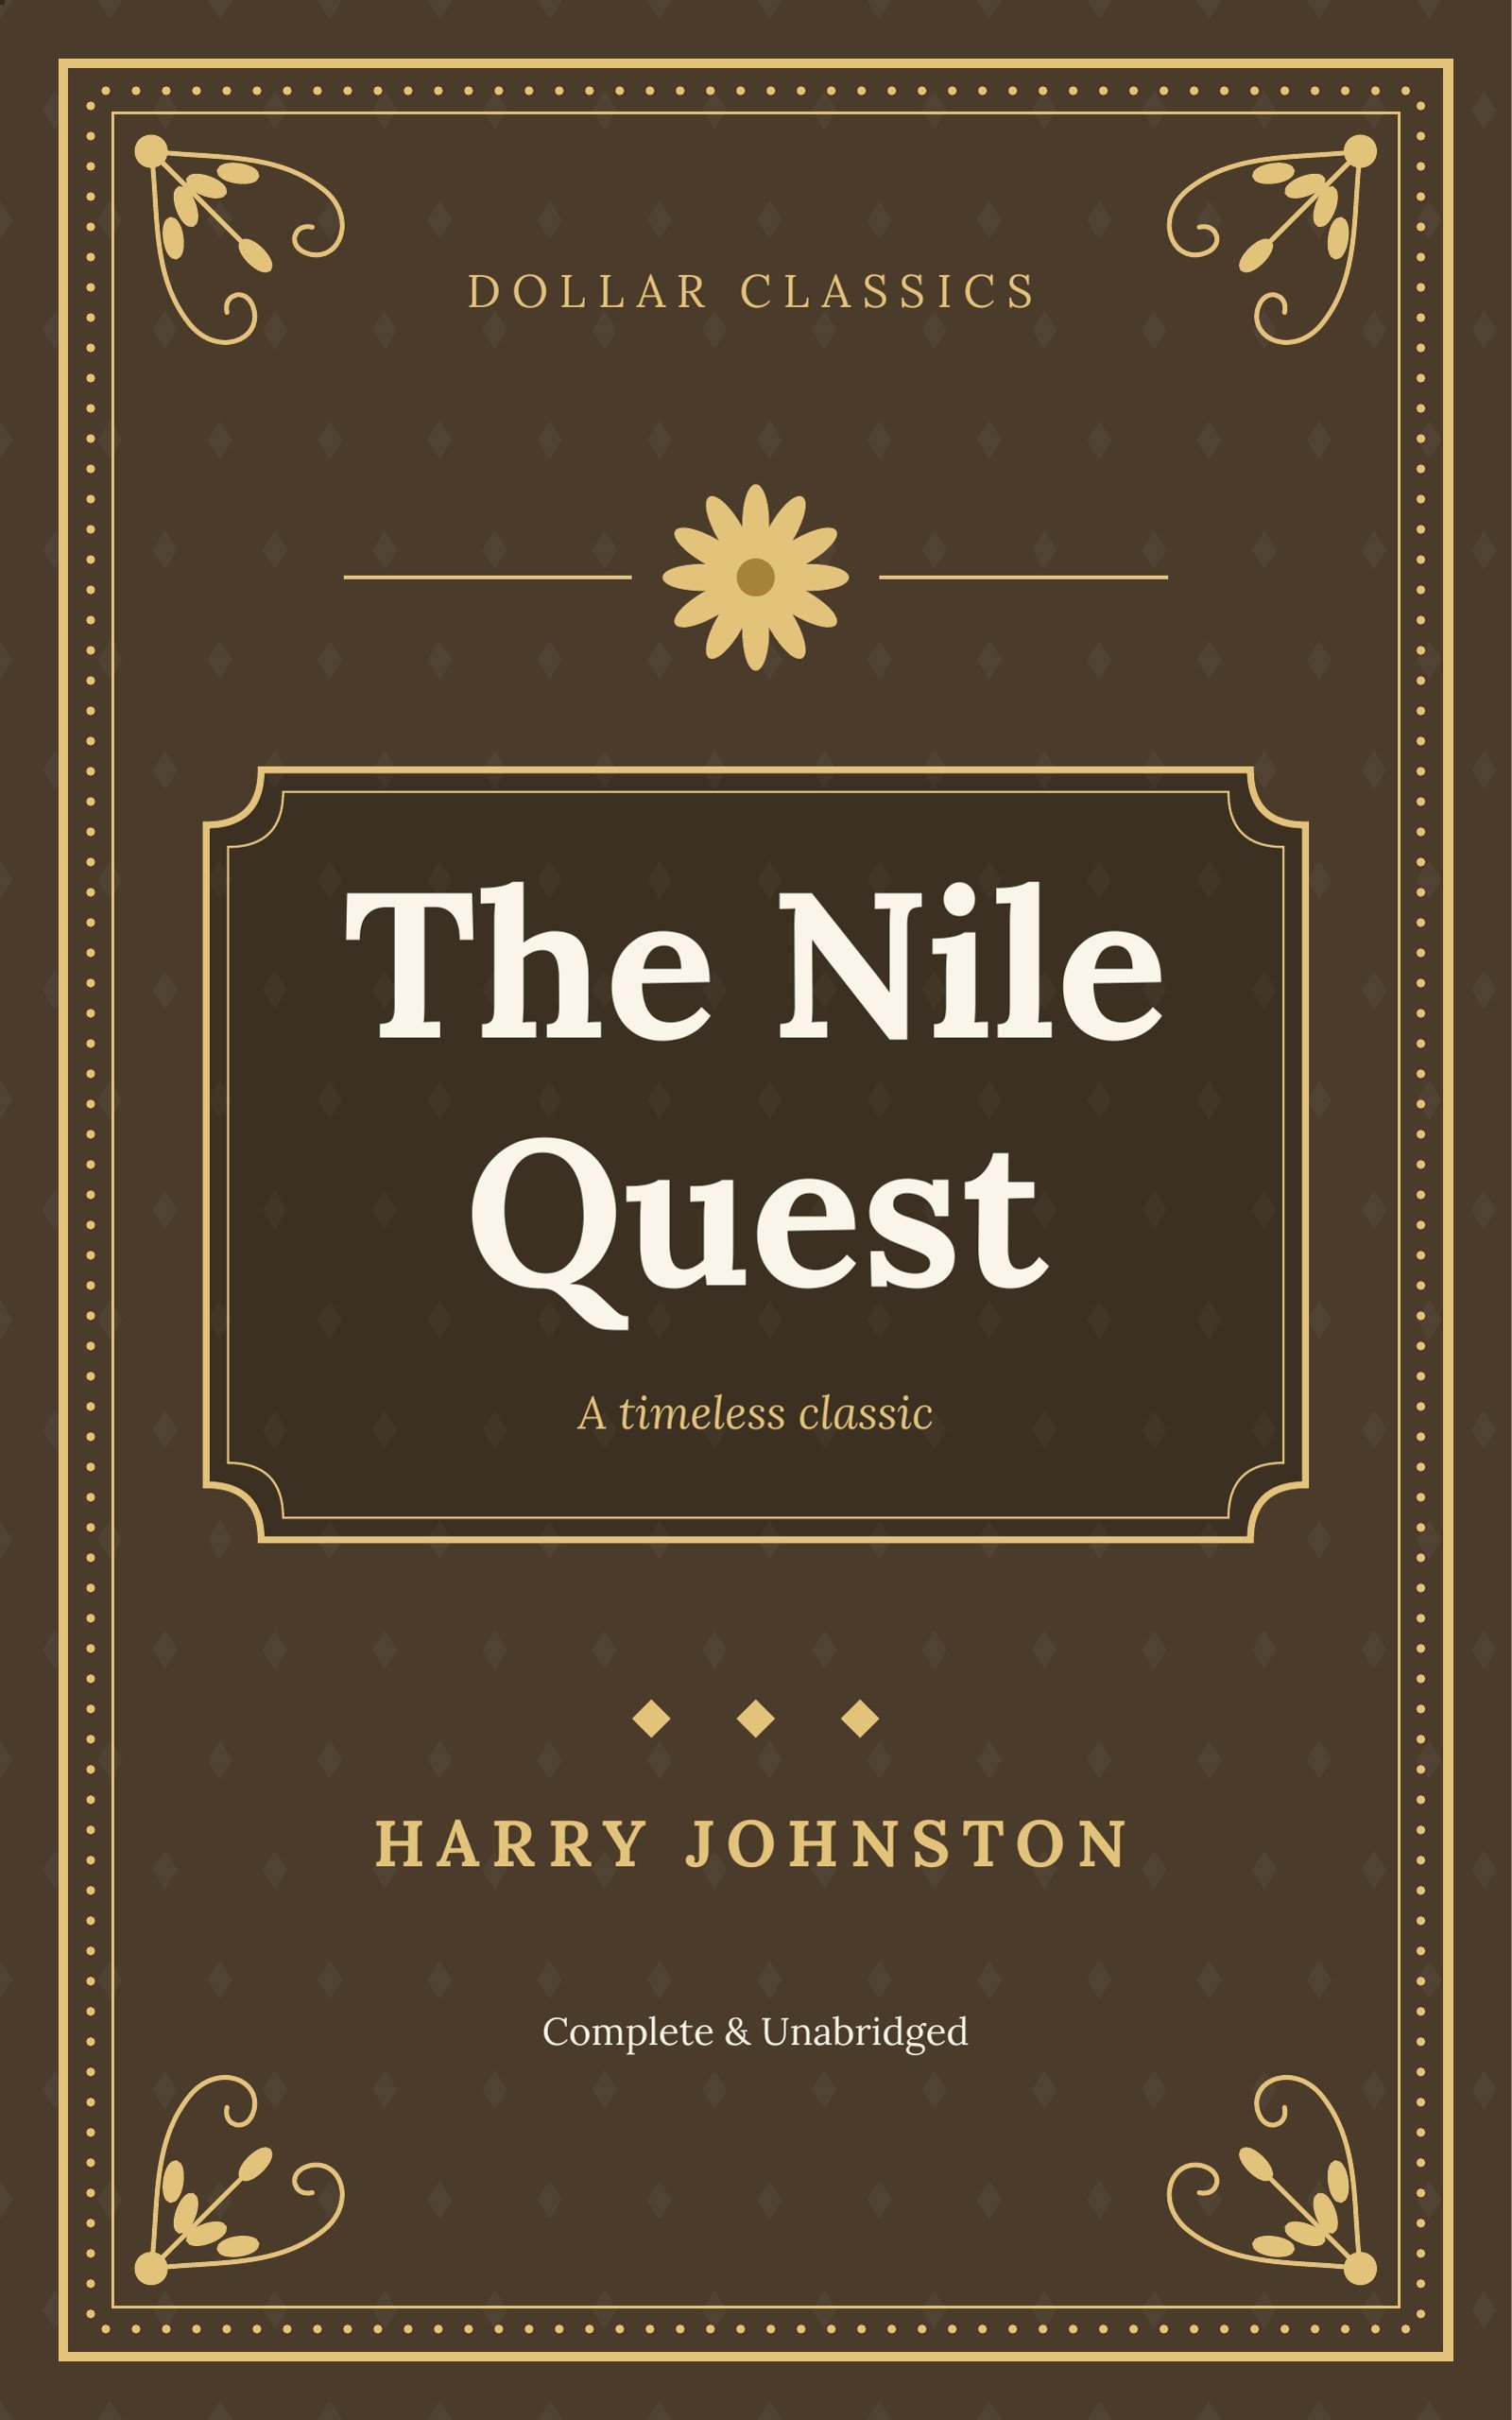 DOLLAR CLASSICS
The Nile
Quest
A timeless classic
HARRY JOHNSTON
Complete & Unabridged